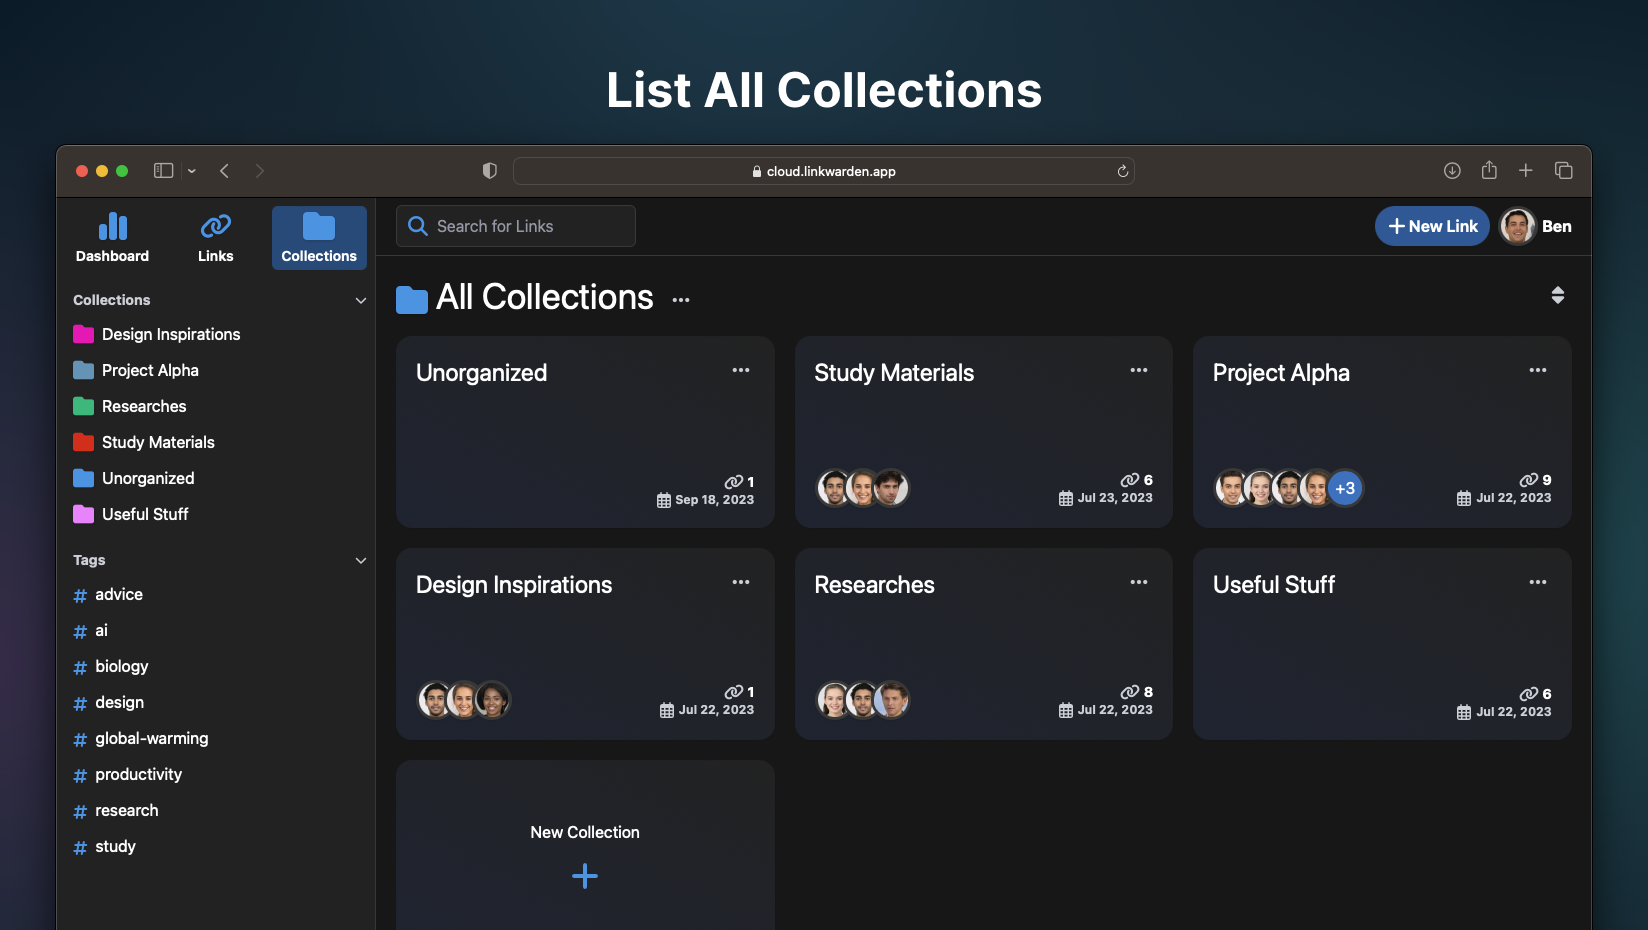 List All Collections
cloud.linkwarden.app
Dashboard
Links
Collections
Search for Links
New Link
Ben
Collections
Design Inspirations
Project Alpha
Researches
Study Materials
Unorganized
Useful Stuff
Tags
# advice
# ai
# biology
# design
# global-warming
# productivity
# research
# study
All Collections
Unorganized
1
Sep 18, 2023
Study Materials
6
Jul 23, 2023
Project Alpha
+3
9
Jul 22, 2023
Design Inspirations
1
Jul 22, 2023
Researches
8
Jul 22, 2023
Useful Stuff
6
Jul 22, 2023
New Collection